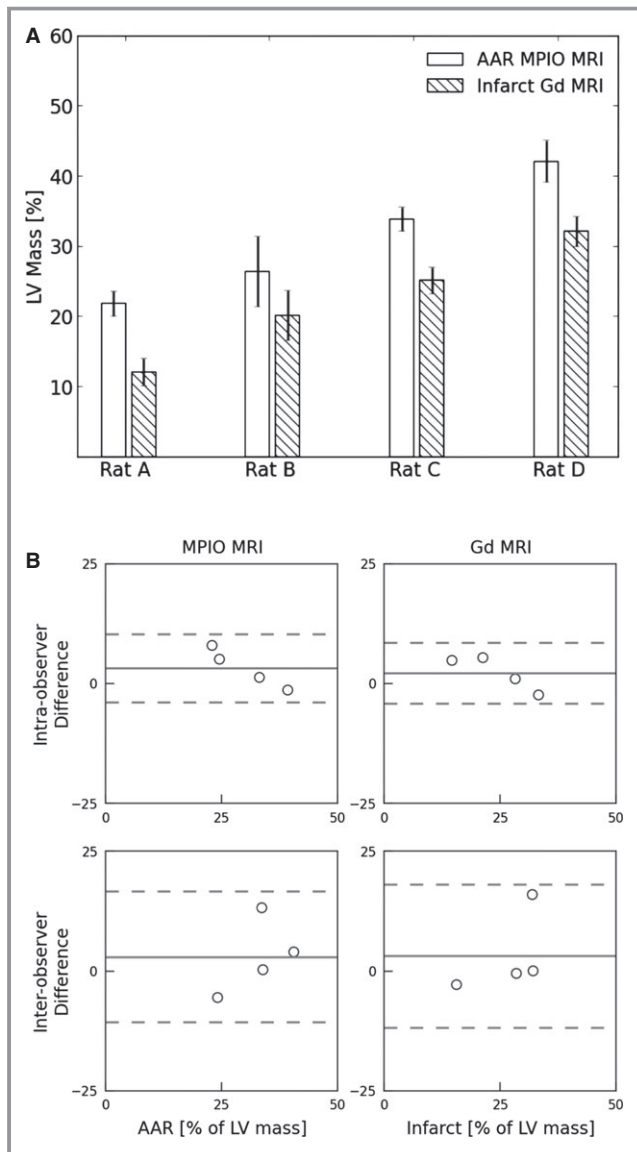 A
60
AAR MPIO MRI
Infarct Gd MRI
50
40
30
20
10
LV Mass [%]
Rat A Rat B Rat C Rat D
B
MPIO MRI Gd MRI
25 25
0 0
−25 −25
Intra-observer
Difference
0 25 50 0 25 50
25 25
0 0
−25 −25
Inter-observer
Difference
0 25 50 0 25 50
AAR [% of LV mass] Infarct [% of LV mass]